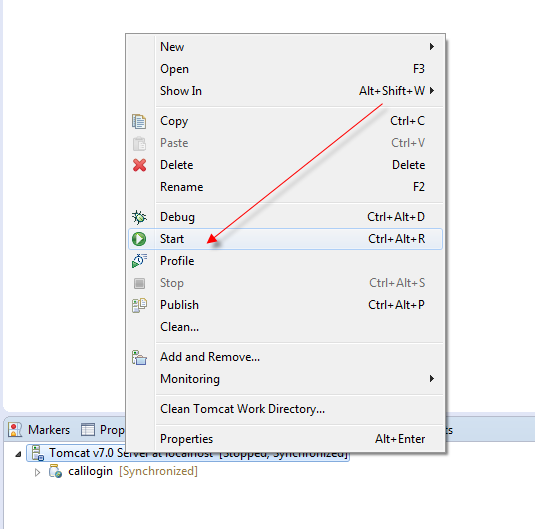 New
Open F3
Show In Alt+Shift+W
Copy Ctrl+C
Paste Ctrl+V
Delete Delete
Rename F2
Debug Ctrl+Alt+D
Start Ctrl+Alt+R
Profile
Stop Ctrl+Alt+S
Publish Ctrl+Alt+P
Clean...
Add and Remove...
Monitoring
Clean Tomcat Work Directory...
Properties Alt+Enter
Markers Prop ts
Tomcat v7.0 Server at localhost [Stopped, Synchronized]
calilogin [Synchronized]